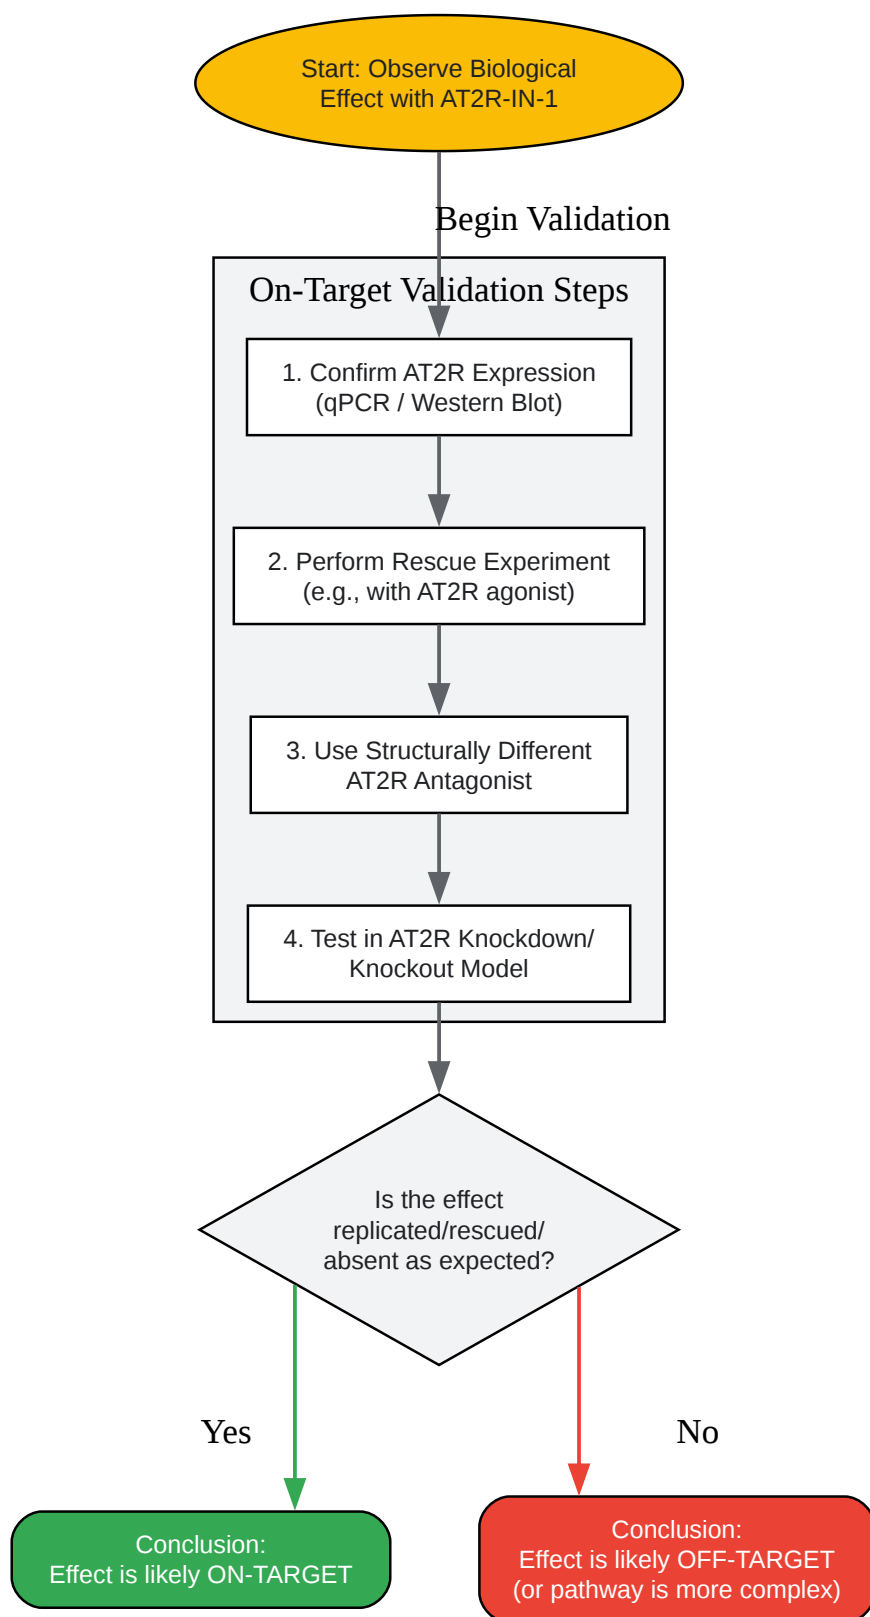 Start: Observe Biological
Effect with AT2R-IN-1
Begin Validation
On-Target Validation Steps
1. Confirm AT2R Expression
(qPCR / Western Blot)
2. Perform Rescue Experiment
(e.g., with AT2R agonist)
3. Use Structurally Different
AT2R Antagonist
4. Test in AT2R Knockdown/
Knockout Model
Is the effect
replicated/rescued/
absent as expected?
Yes
No
Conclusion:
Effect is likely ON-TARGET
Conclusion:
Effect is likely OFF-TARGET
(or pathway is more complex)